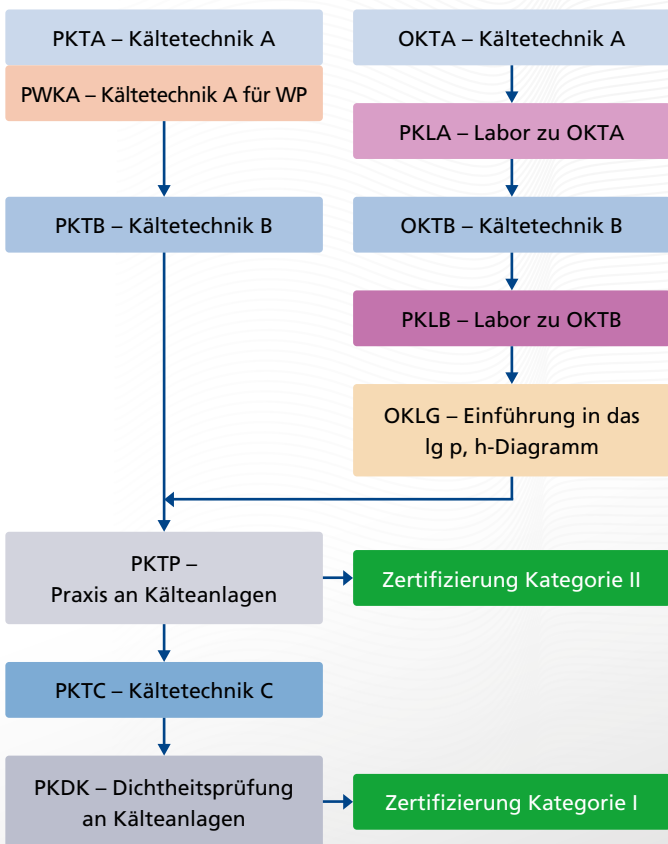 PKTA – Kältetechnik A
OKTA – Kältetechnik A
PWKA – Kältetechnik A für WP
PKLA – Labor zu OKTA
PKTB – Kältetechnik B
OKTB – Kältetechnik B
PKLB – Labor zu OKTB
OKLG – Einführung in das
lg p, h-Diagramm
PKTP –
Praxis an Kälteanlagen
Zertifizierung Kategorie II
PKTC – Kältetechnik C
PKDK – Dichtheitsprüfung
an Kälteanlagen
Zertifizierung Kategorie I